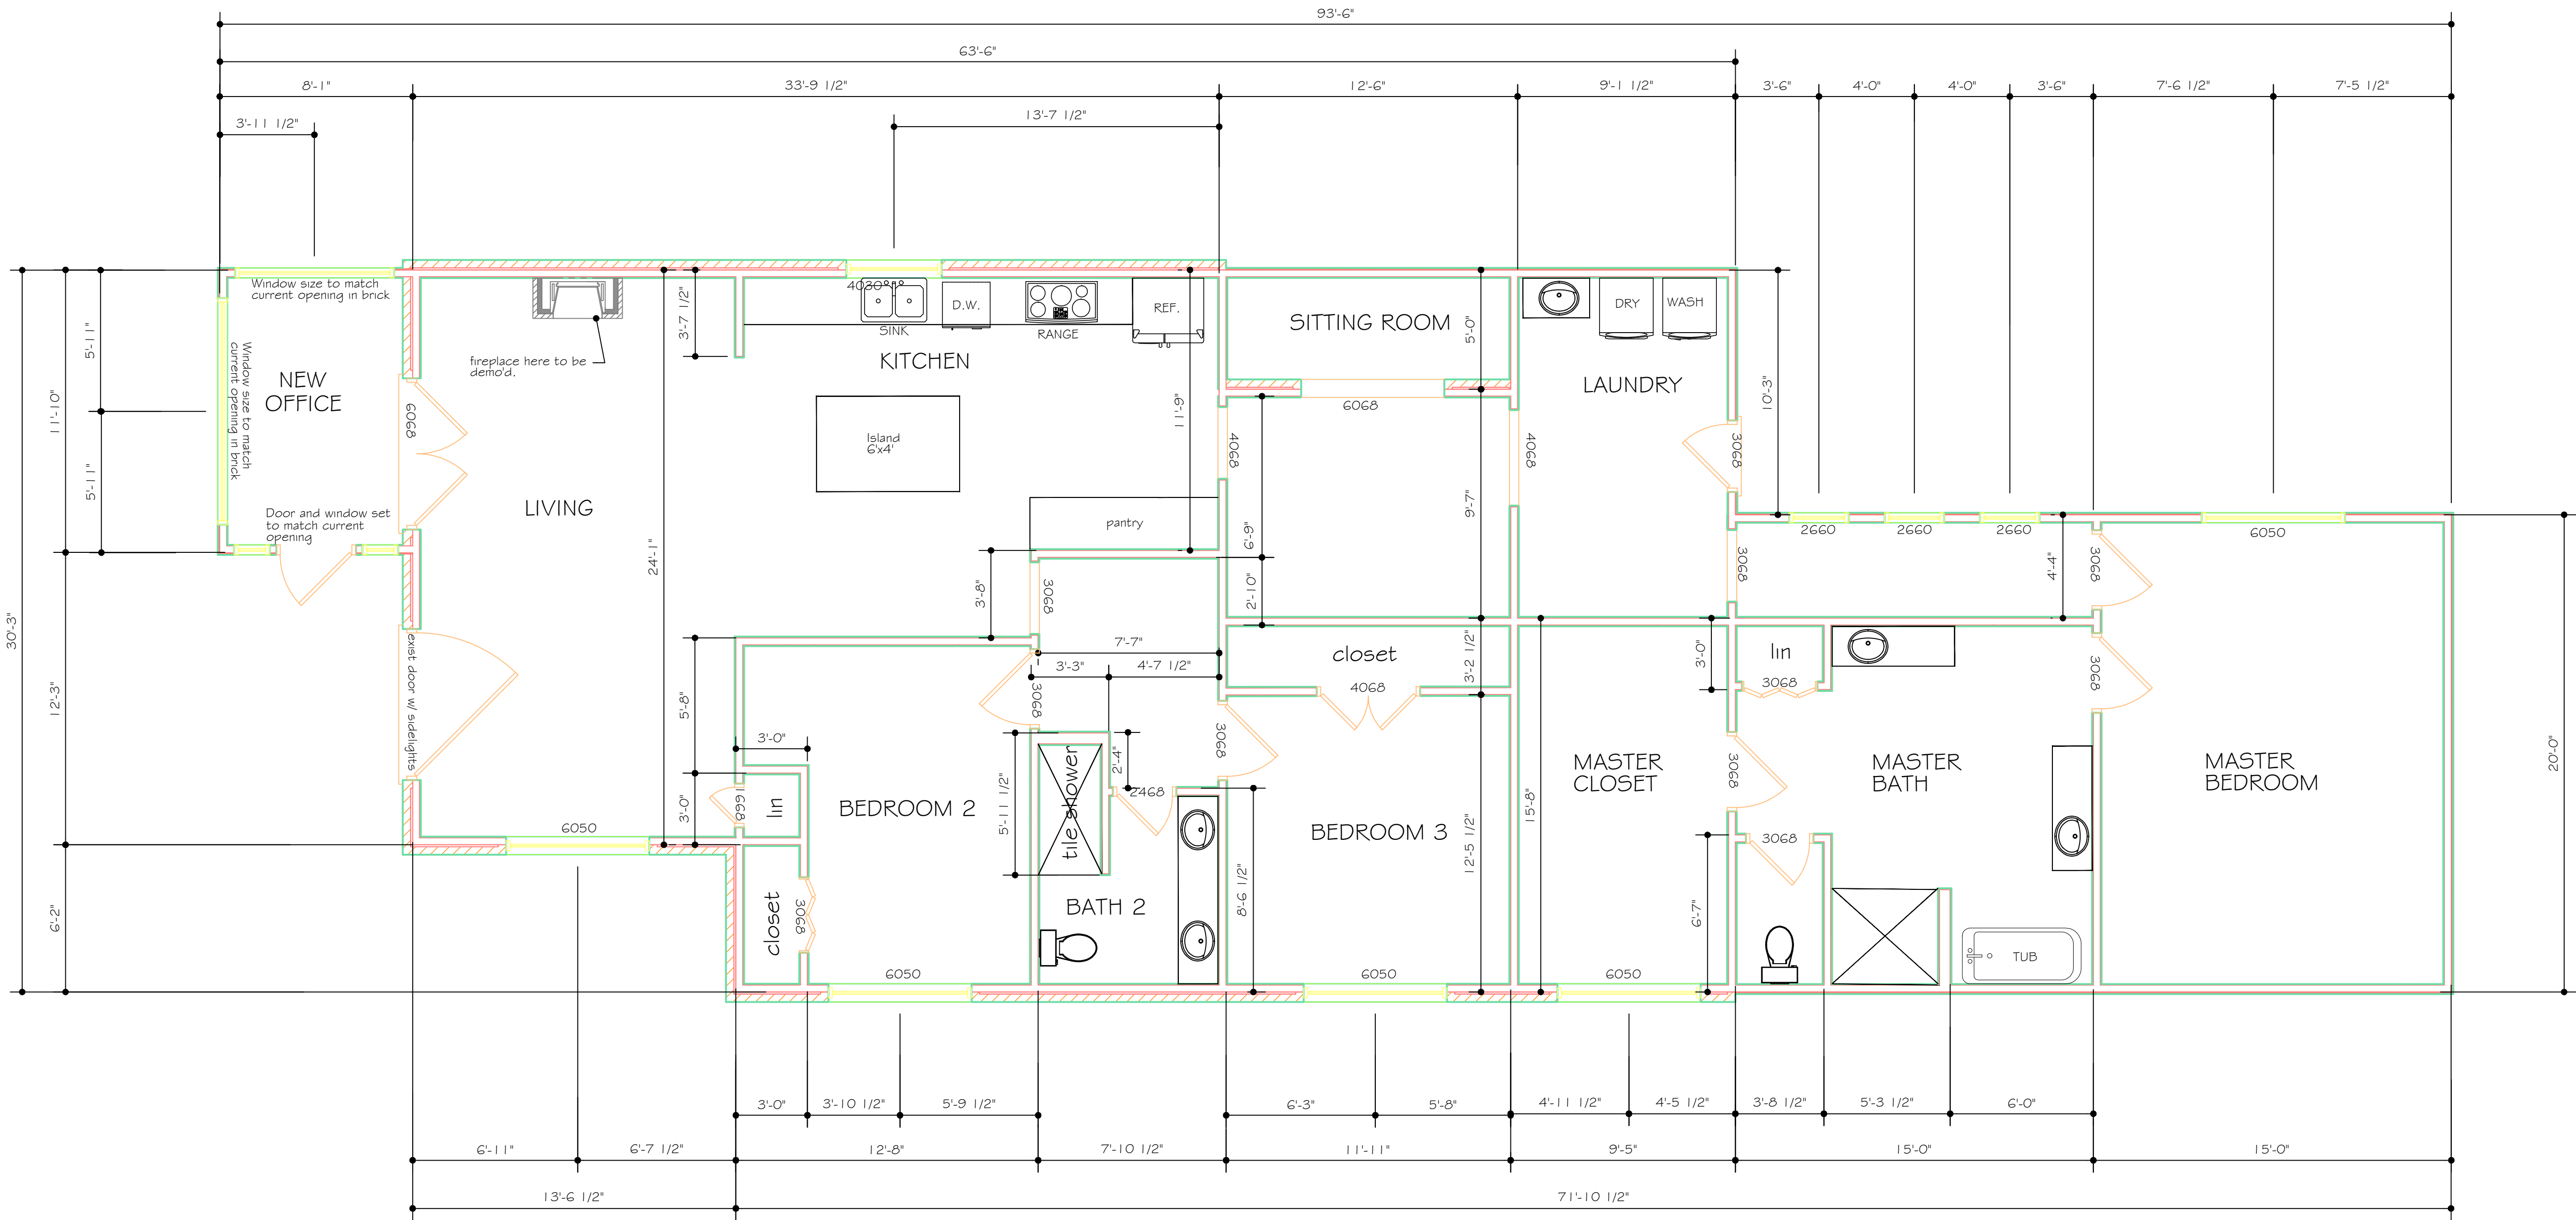 93'-6"
63'-6"
8'-1"
33'-9 1/2"
12'-6"
9'-1 1/2"
3'-6"
4'-0"
4'-0"
3'-6"
7'-6 1/2"
7'-5 1/2"
3'-11 1/2"
13'-7 1/2"
Window size to match
current opening in brick
4030
SINK
D.W.
RANGE
REF.
DRY
WASH
SITTING ROOM
5'-0"
3'-7 1/2"
5'-1"
fireplace here to be
demo'd.
KITCHEN
LAUNDRY
NEW
OFFICE
Window size to match
current opening in brick
6068
11'-10"
11'-9"
10'-3"
6068
Island
6'x4'
4068
4068
3068
5'-1"
LIVING
pantry
9'-7"
6'-9"
Door and window set
to match current
opening
2660
2660
2660
6050
24'-1"
3'-8"
3068
2'-10"
3068
4'-4"
3068
30'-3"
exist door w/ sidelights
12'-3"
5'-8"
7'-7"
3'-3"
4'-7 1/2"
closet
3'-2 1/2"
3'-0"
lin
3068
3068
4068
3068
3068
3'-0"
2'-4"
tile shower
5'-11 1/2"
2468
MASTER
CLOSET
3068
MASTER
BATH
MASTER
BEDROOM
20'-0"
3'-0"
1668
lin
BEDROOM 2
BEDROOM 3
15'-8"
12'-5 1/2"
6050
3068
8'-6 1/2"
6'-7"
6'-2"
closet
3068
BATH 2
TUB
6050
6050
6050
3'-0"
3'-10 1/2"
5'-9 1/2"
6'-3"
5'-8"
4'-11 1/2"
4'-5 1/2"
3'-8 1/2"
5'-3 1/2"
6'-0"
6'-11"
6'-7 1/2"
12'-8"
7'-10 1/2"
11'-11"
9'-5"
15'-0"
15'-0"
13'-6 1/2"
71'-10 1/2"